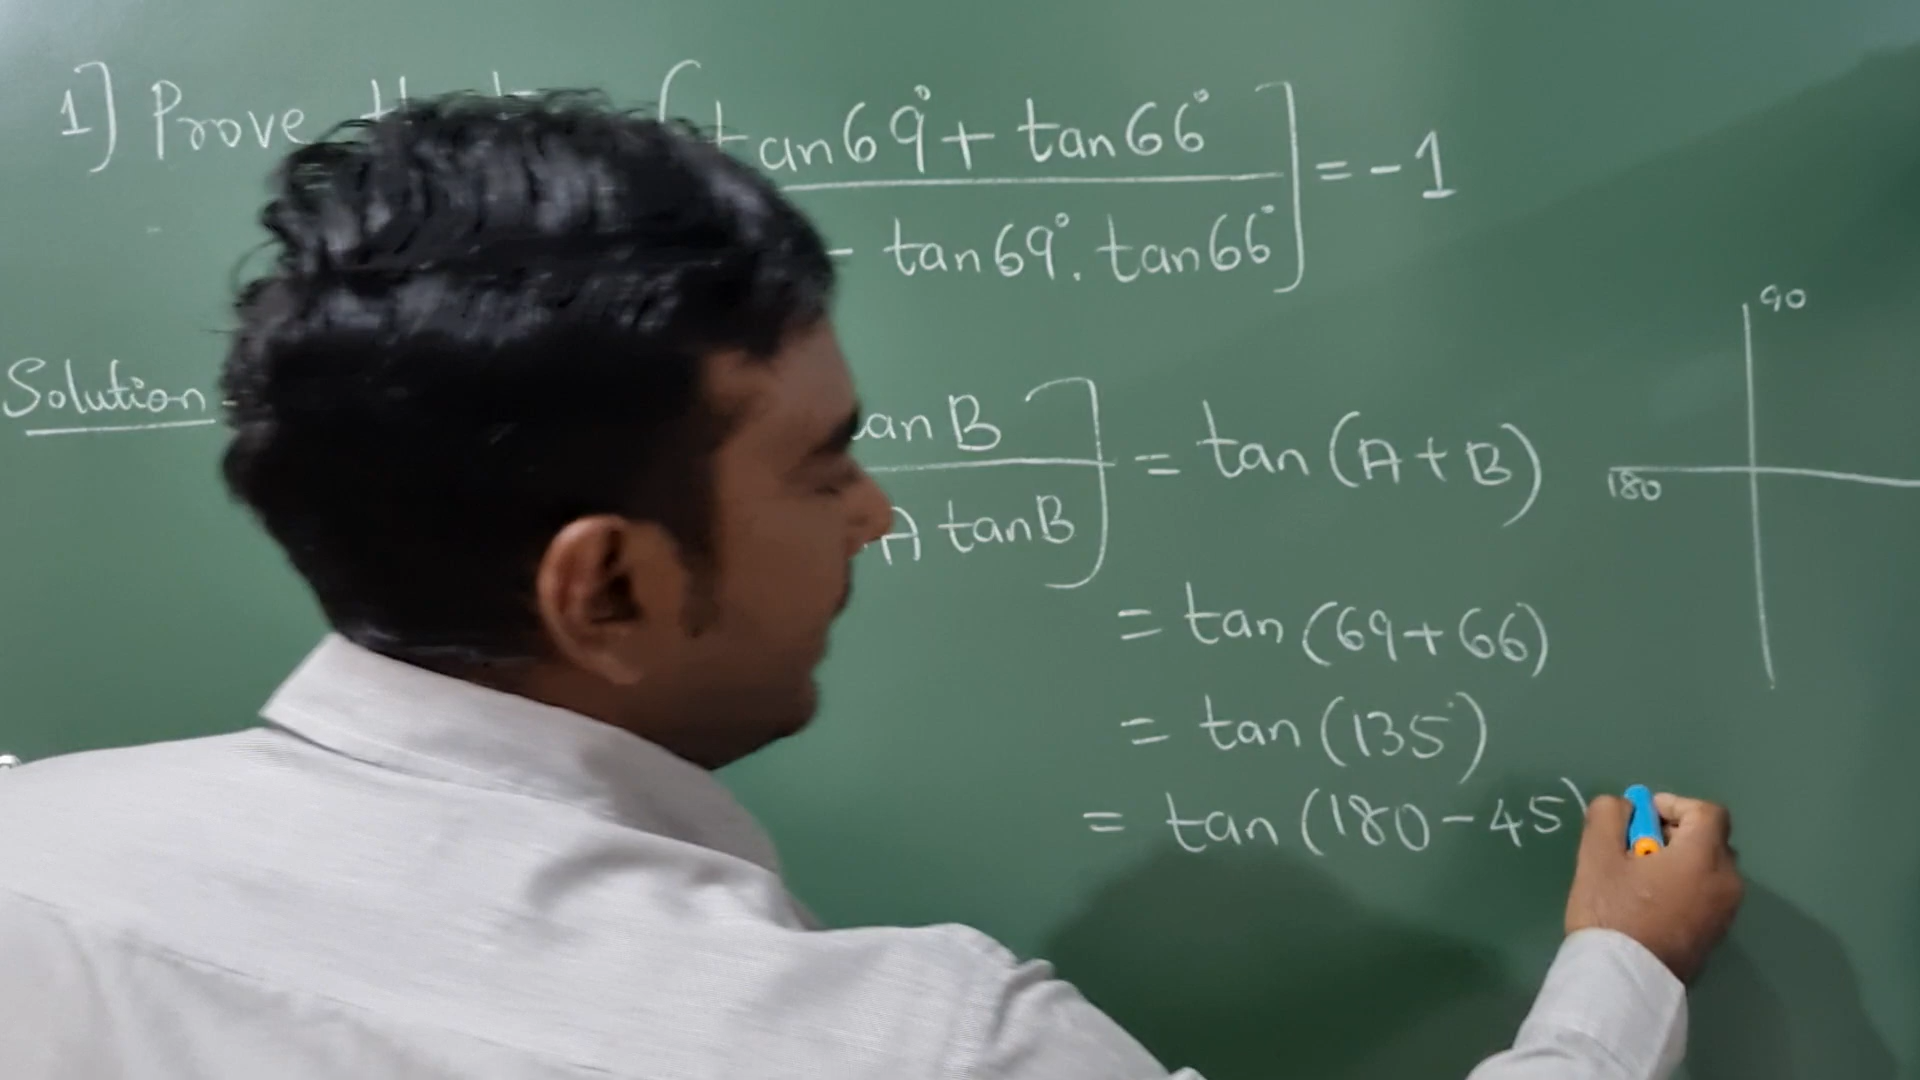 1] Prove
tan69° + tan66°
= -1
- tan69° . tan66°
90
Solution
tan B
= tan (A + B)
180
A tanB
= tan (69 + 66)
= tan (135°)
= tan (180 - 45)